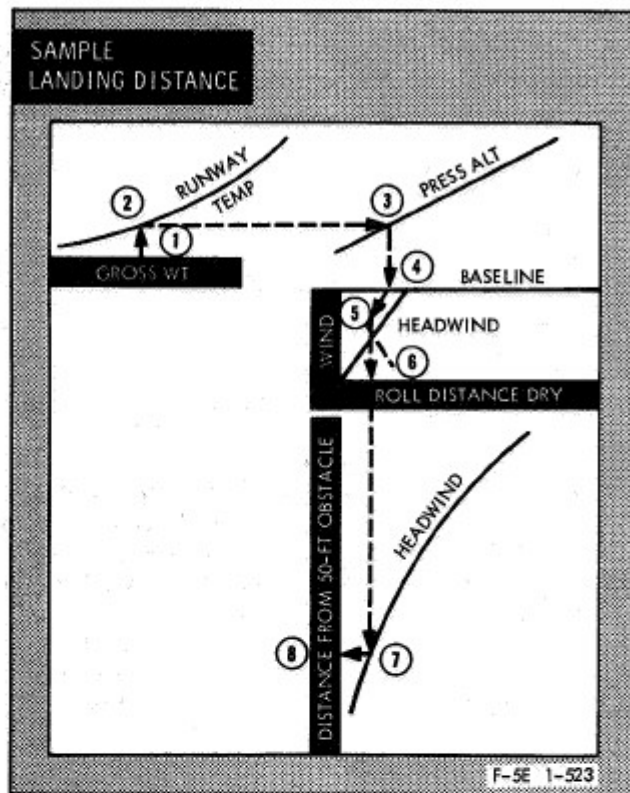 SAMPLE
LANDING DISTANCE
RUNWAY
TEMP
PRESS ALT
2
1
3
GROSS WT
4
BASELINE
5
HEADWIND
WIND
6
ROLL DISTANCE DRY
HEADWIND
DISTANCE FROM 50-FT OBSTACLE
8
7
F-5E 1-523